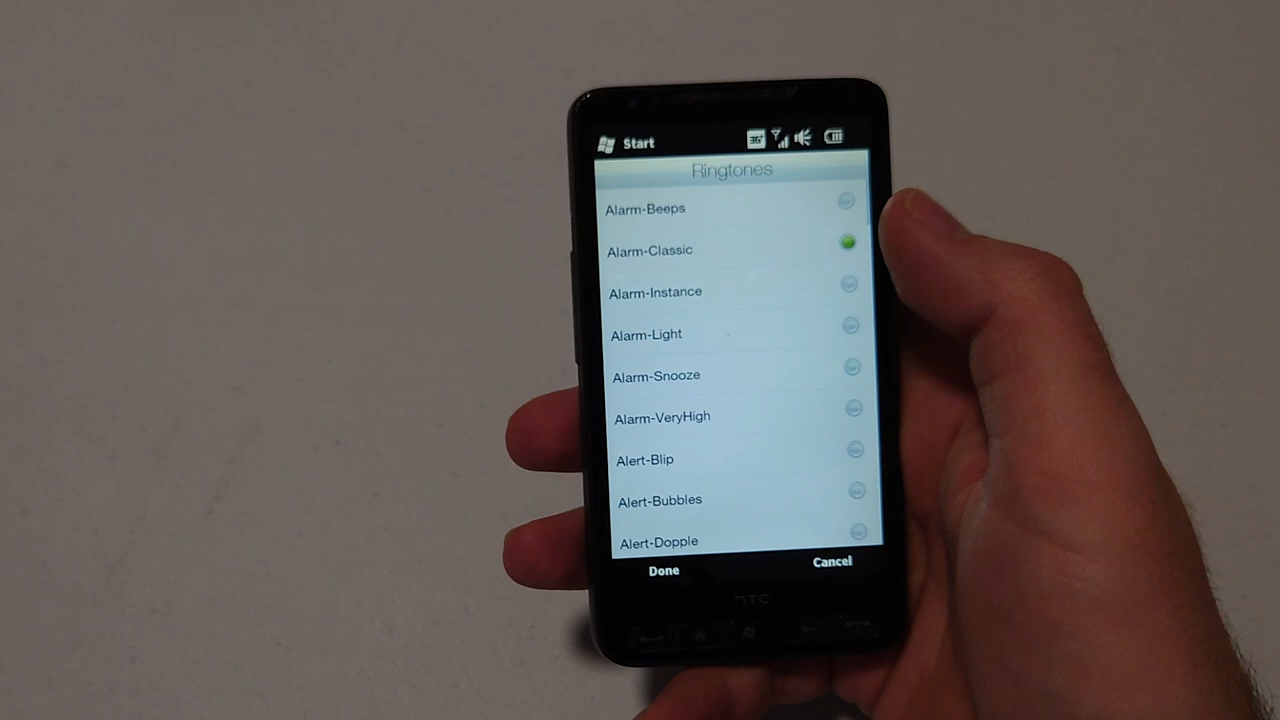 Start
Ringtones
Alarm-Beeps
Alarm-Classic
Alarm-Instance
Alarm-Light
Alarm-Snooze
Alarm-VeryHigh
Alert-Blip
Alert-Bubbles
Alert-Dopple
Done Cancel
hTC